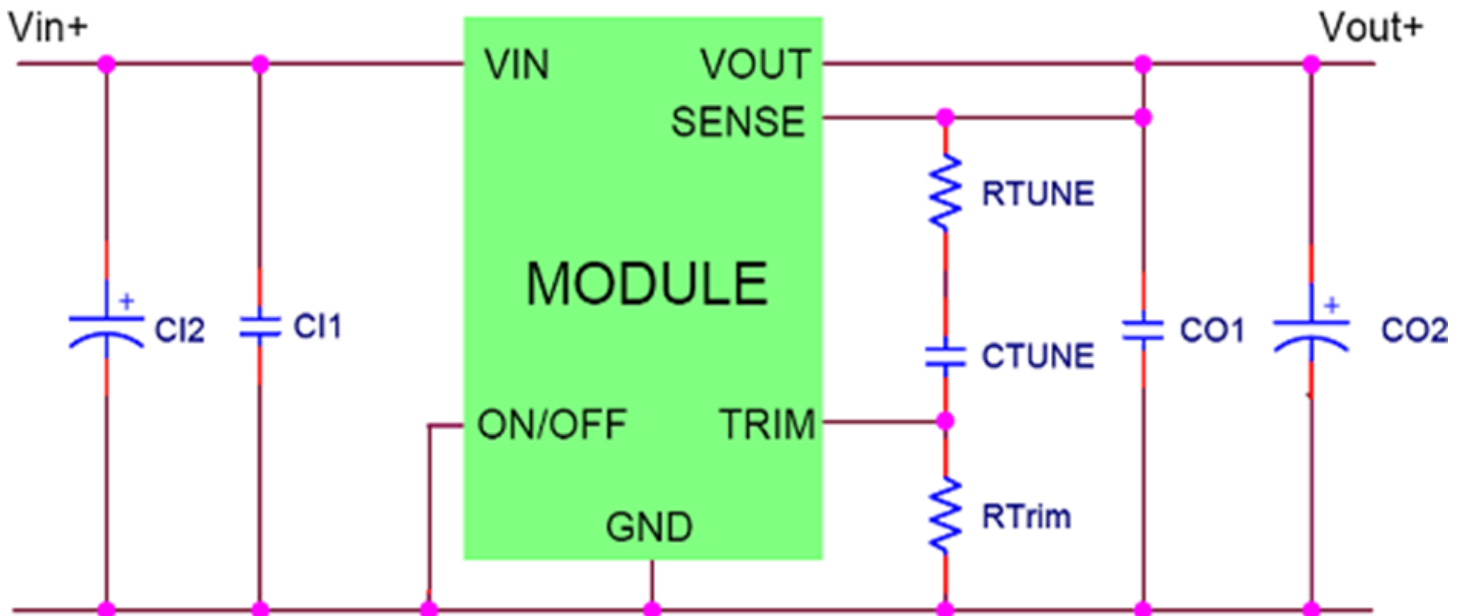 Vin+
Vout+
VIN
VOUT
SENSE
RTUNE
MODULE
+
CI2
CI1
CTUNE
CO1
+
CO2
ON/OFF
TRIM
RTrim
GND